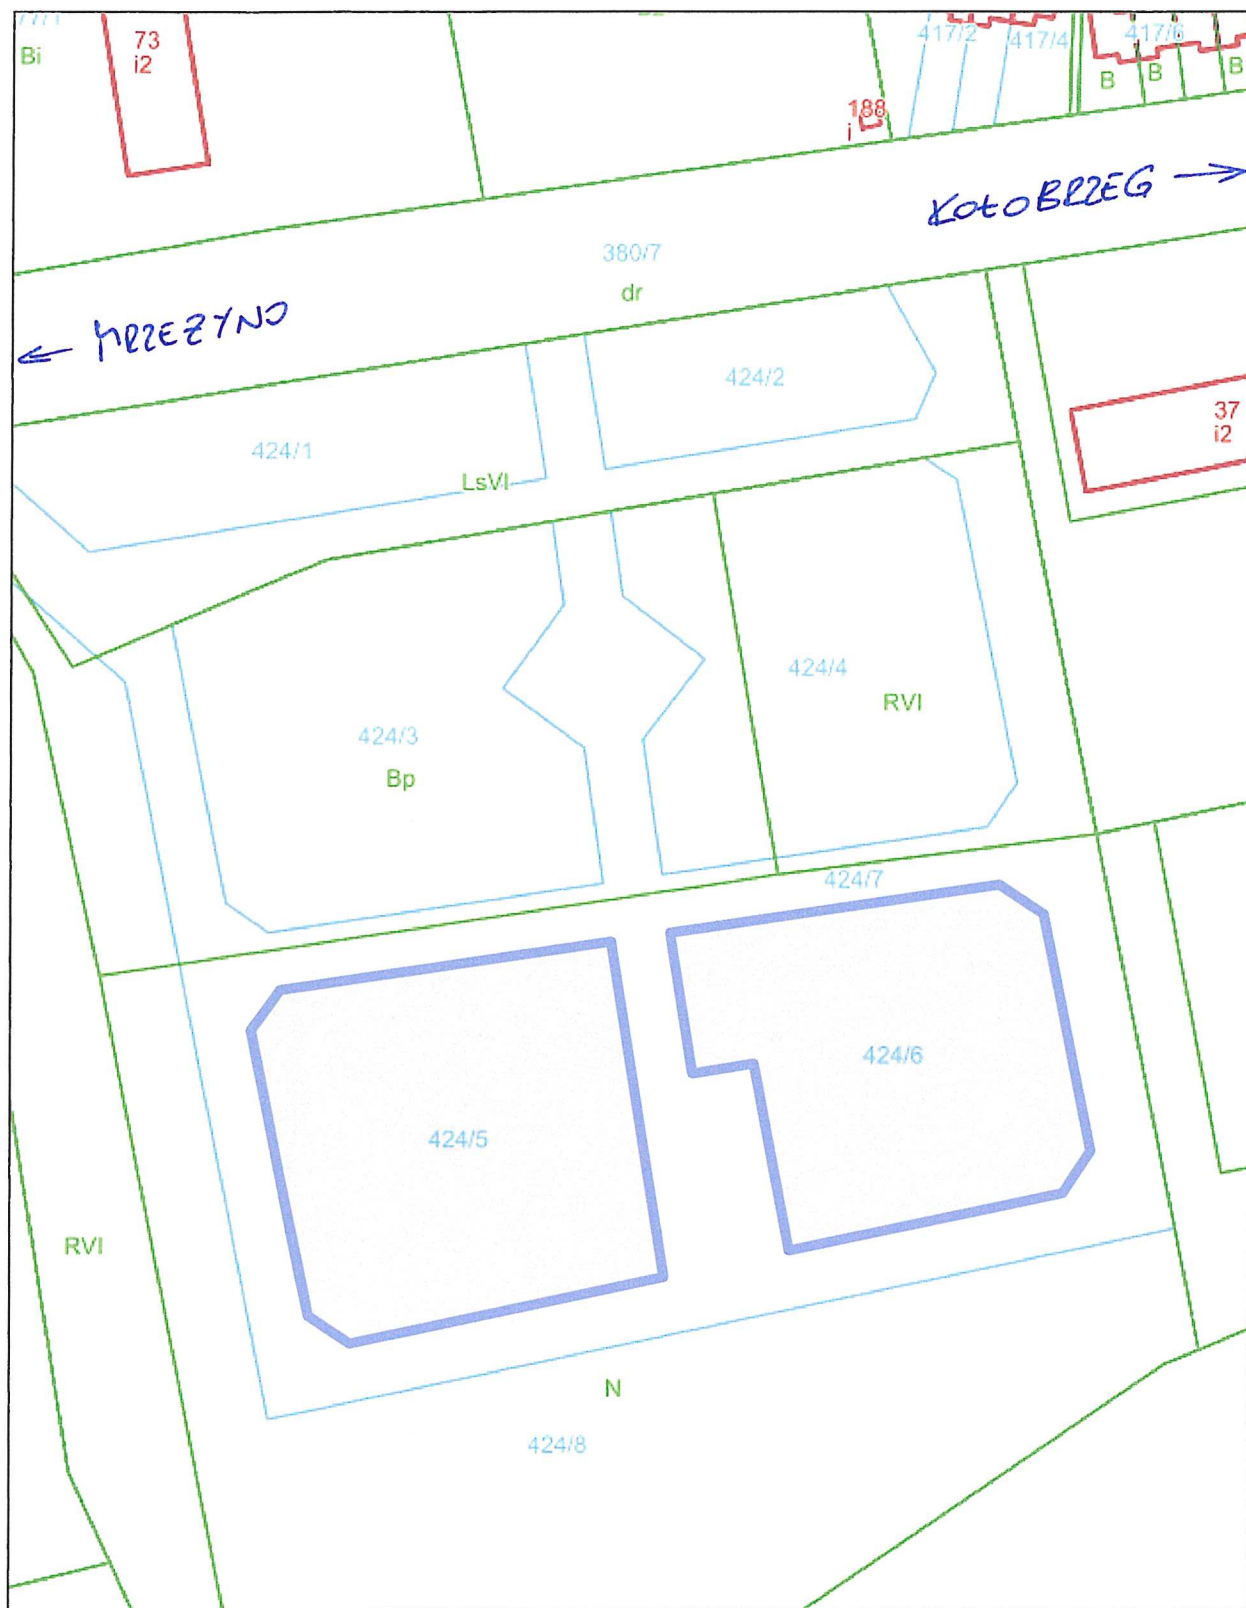 Bi
73
i2
417/2
417/4
417/6
B
B
B
188
i
KOŁOBRZEG →
380/7
dr
← MRZEŻYNO
424/2
424/1
37
i2
LsVI
424/4
RVI
424/3
Bp
424/7
424/6
424/5
RVI
N
424/8